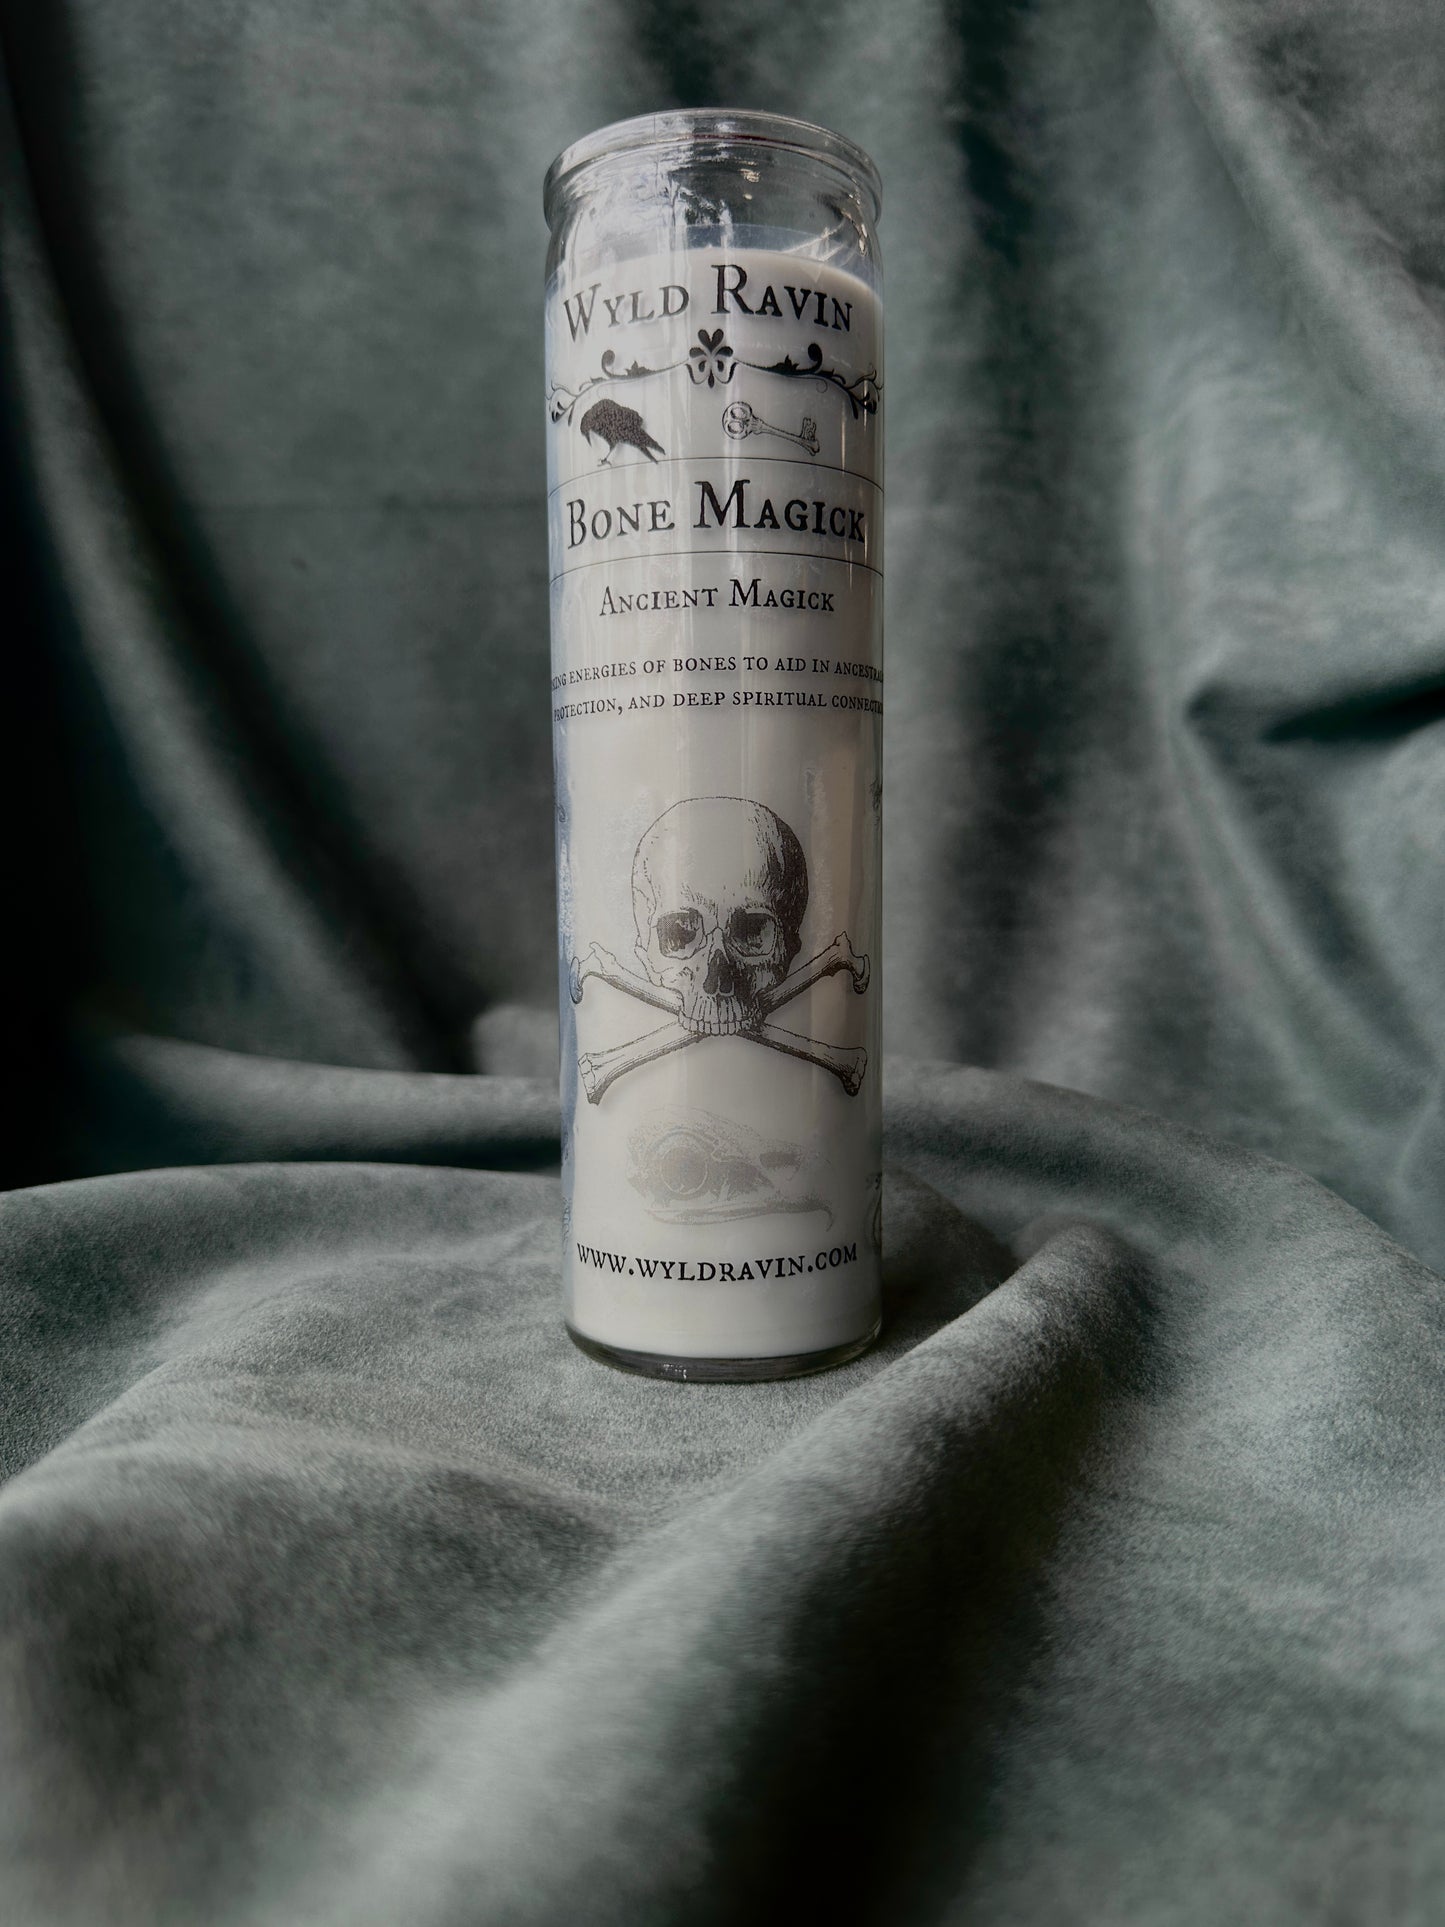 Wyld Ravin
Bone Magick
Ancient Magick
energies of bones to aid in
protection, and deep spiritual
www.wyldravin.com